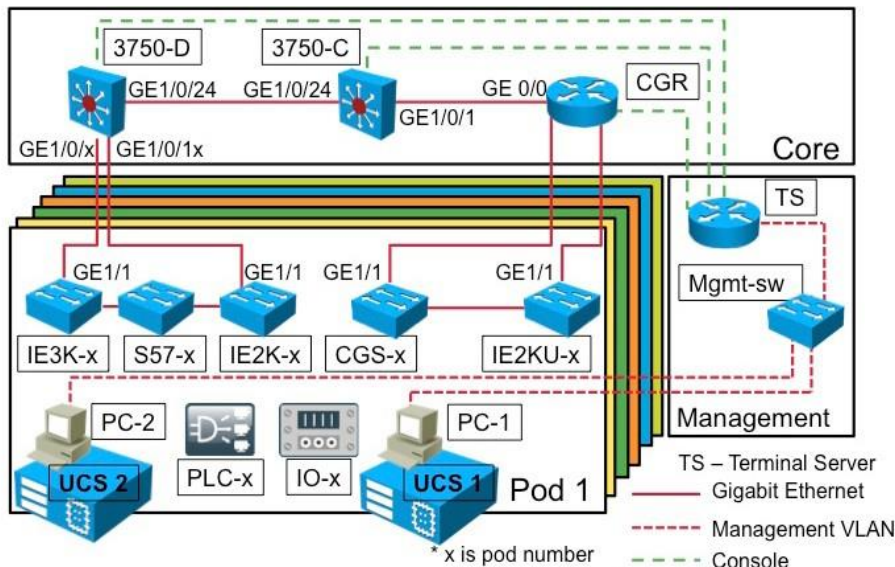 3750-D
3750-C
GE1/0/24
GE1/0/24
GE 0/0
CGR
GE1/0/1
GE1/0/x
GE1/0/1x
Core
TS
GE1/1
GE1/1
GE1/1
GE1/1
Mgmt-sw
IE3K-x
S57-x
IE2K-x
CGS-x
IE2KU-x
Management
PC-2
PC-1
PLC-x
IO-x
UCS 2
UCS 1
Pod 1
TS – Terminal Server
Gigabit Ethernet
Management VLAN
* x is pod number
Console